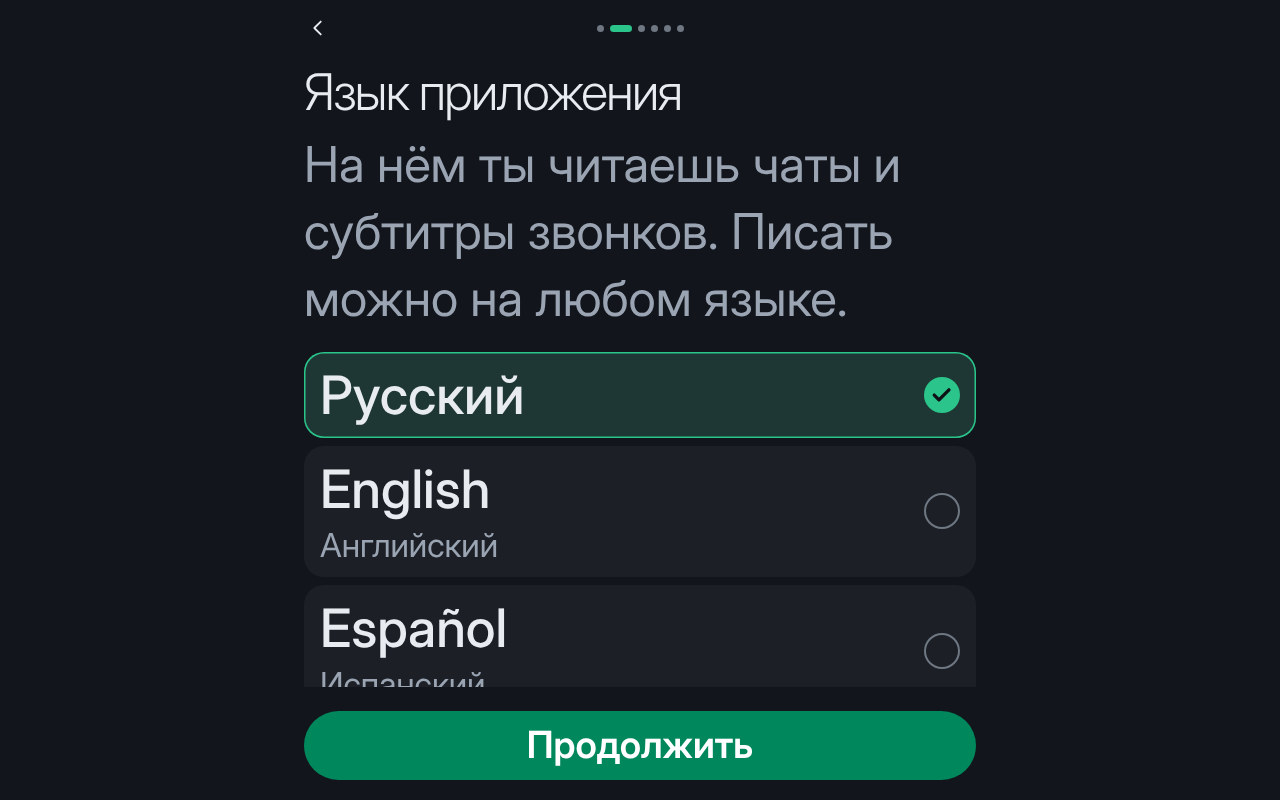 Язык приложения
На нём ты читаешь чаты и
субтитры звонков. Писать
можно на любом языке.
Русский
English
Английский
Español
Испанский
Продолжить